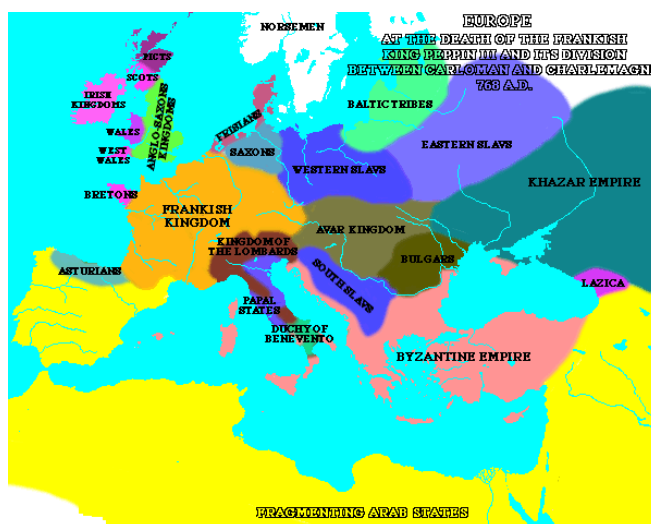 EUROPE
AT THE DEATH OF THE FRANKISH
KING PEPPIN III AND ITS DIVISION
BETWEEN CARLOMAN AND CHARLEMAGN
768 A.D.
NORSEMEN
PICTS
SCOTS
IRISH
KINGDOMS
ANGLO-SAXONS
KINGDOMS
WALES
WEST
WALES
FRISIANS
SAXONS
BALTIC TRIBES
EASTERN SLAVS
WESTERN SLAVS
KHAZAR EMPIRE
BRETONS
FRANKISH
KINGDOM
AVAR KINGDOM
KINGDOM OF
THE LOMBARDS
BULGARS
ASTURIANS
SOUTH SLAVS
LAZICA
PAPAL
STATES
DUCHY OF
BENEVENTO
BYZANTINE EMPIRE
FRAGMENTING ARAB STATES